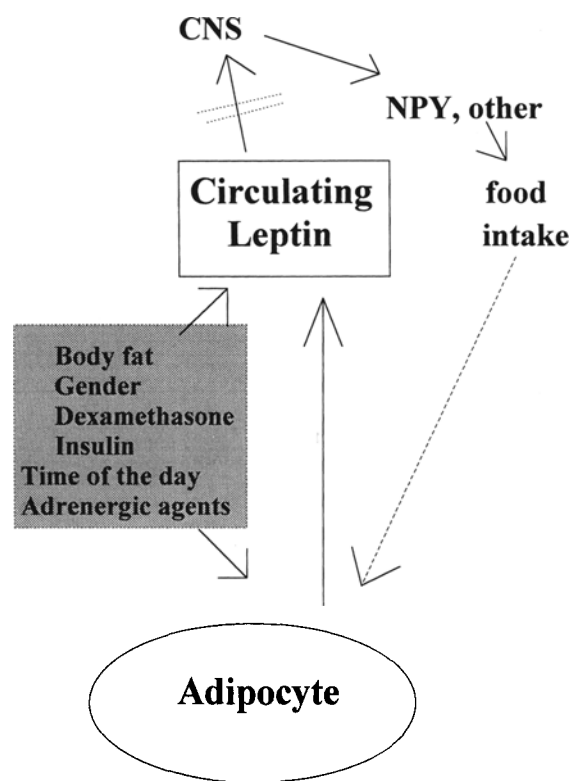 CNS
NPY, other
Circulating
Leptin
food
intake
Body fat
Gender
Dexamethasone
Insulin
Time of the day
Adrenergic agents
Adipocyte